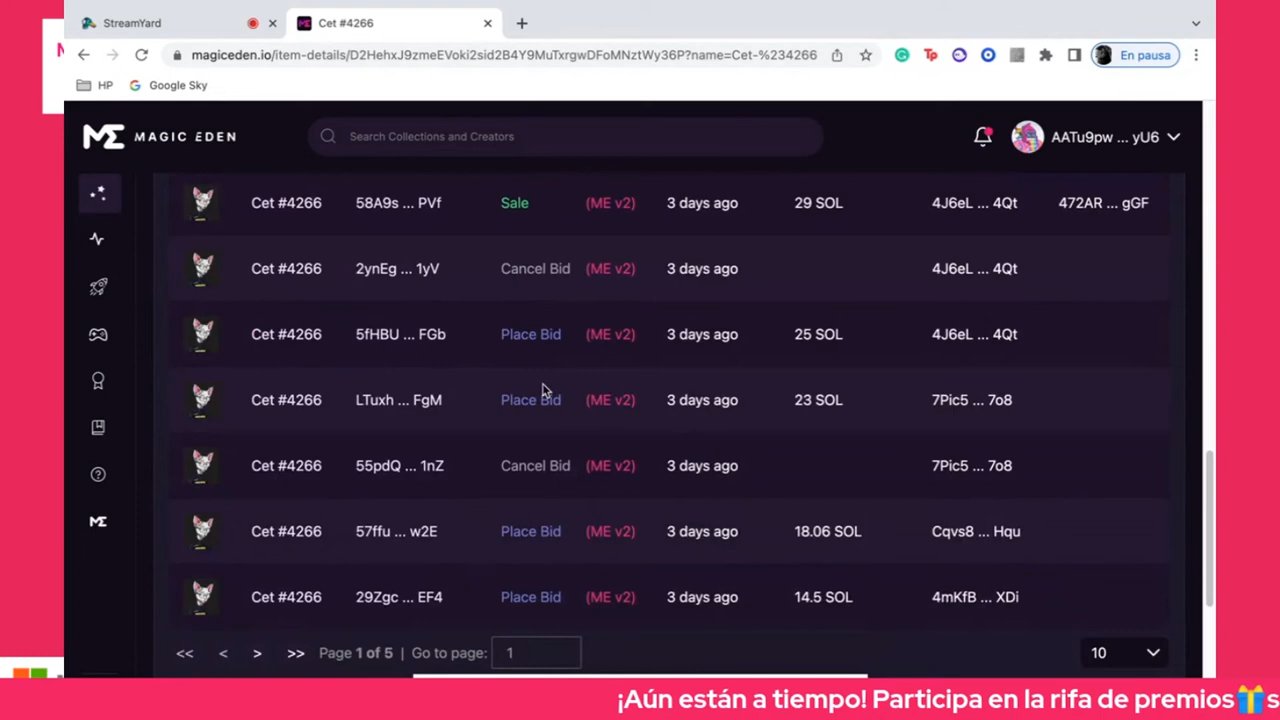 StreamYard
Cet #4266
magiceden.io/item-details/D2HehxJ9zmeEVoki2sid2B4Y9MuTxrgwDFoMNztWy36P?name=Cet-%234266
En pausa
HP
Google Sky
MAGIC EDEN
Search Collections and Creators
AATu9pw ... yU6
Cet #4266 58A9s ... PVf Sale (ME v2) 3 days ago 29 SOL 4J6eL ... 4Qt 472AR ... gGF
Cet #4266 2ynEg ... 1yV Cancel Bid (ME v2) 3 days ago 4J6eL ... 4Qt
Cet #4266 5fHBU ... FGb Place Bid (ME v2) 3 days ago 25 SOL 4J6eL ... 4Qt
Cet #4266 LTuxh ... FgM Place Bid (ME v2) 3 days ago 23 SOL 7Pic5 ... 7o8
Cet #4266 55pdQ ... 1nZ Cancel Bid (ME v2) 3 days ago 7Pic5 ... 7o8
Cet #4266 57ffu ... w2E Place Bid (ME v2) 3 days ago 18.06 SOL Cqvs8 ... Hqu
Cet #4266 29Zgc ... EF4 Place Bid (ME v2) 3 days ago 14.5 SOL 4mKfB ... XDi
<< < > >> Page 1 of 5 | Go to page: 1 10
¡Aún están a tiempo! Participa en la rifa de premios🎁s